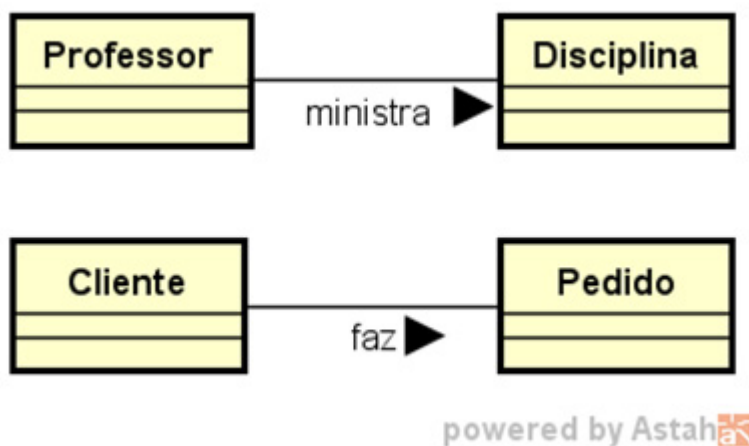 Professor
Disciplina
ministra
Cliente
Pedido
faz
powered by Astah